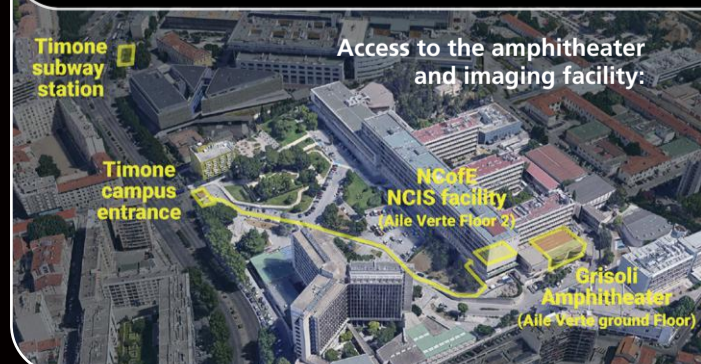 Timone
subway
station
Access to the amphitheater
and imaging facility:
Timone
campus
entrance
NCofE
NCIS facility
(Aile Verte Floor 2)
Grisoli
Amphitheater
(Aile Verte ground Floor)